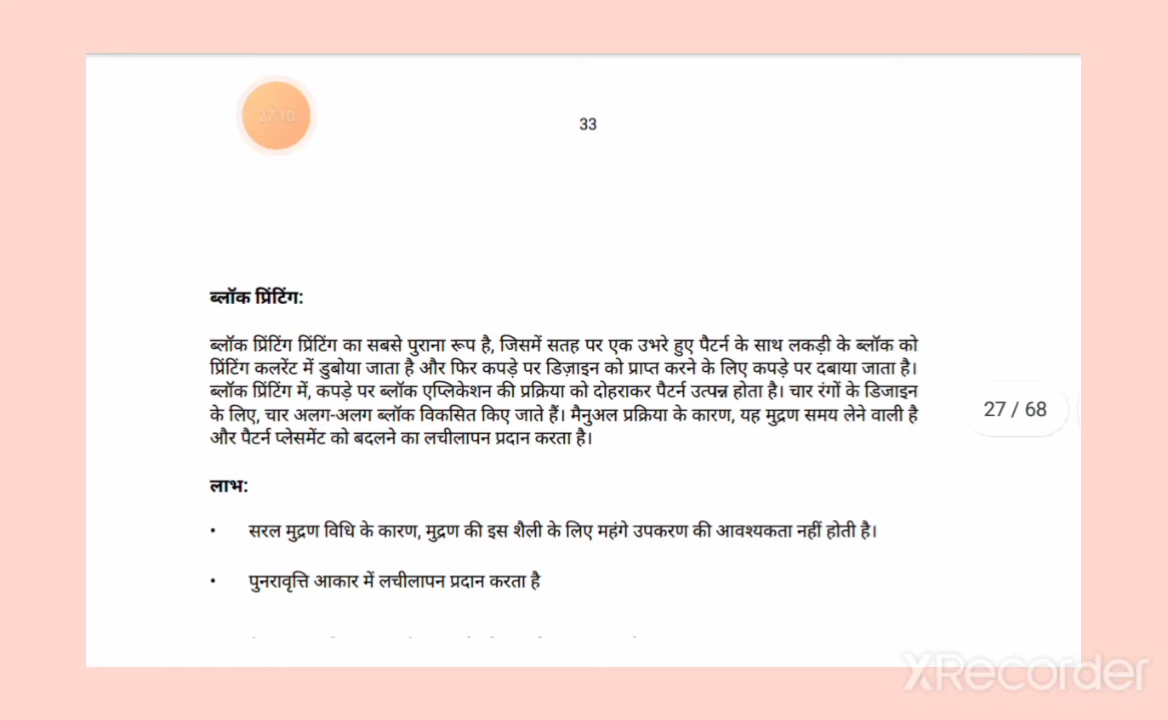 27:10
33
ब्लॉक प्रिंटिंग:
ब्लॉक प्रिंटिंग प्रिंटिंग का सबसे पुराना रूप है, जिसमें सतह पर एक उभरे हुए पैटर्न के साथ लकड़ी के ब्लॉक को
प्रिंटिंग कलरेंट में डुबोया जाता है और फिर कपड़े पर डिज़ाइन को प्राप्त करने के लिए कपड़े पर दबाया जाता है।
ब्लॉक प्रिंटिंग में, कपड़े पर ब्लॉक एप्लिकेशन की प्रक्रिया को दोहराकर पैटर्न उत्पन्न होता है। चार रंगों के डिजाइन
के लिए, चार अलग-अलग ब्लॉक विकसित किए जाते हैं। मैनुअल प्रक्रिया के कारण, यह मुद्रण समय लेने वाली है
और पैटर्न प्लेसमेंट को बदलने का लचीलापन प्रदान करता है।
27 / 68
लाभ:
• सरल मुद्रण विधि के कारण, मुद्रण की इस शैली के लिए महंगे उपकरण की आवश्यकता नहीं होती है।
• पुनरावृत्ति आकार में लचीलापन प्रदान करता है
XRecorder